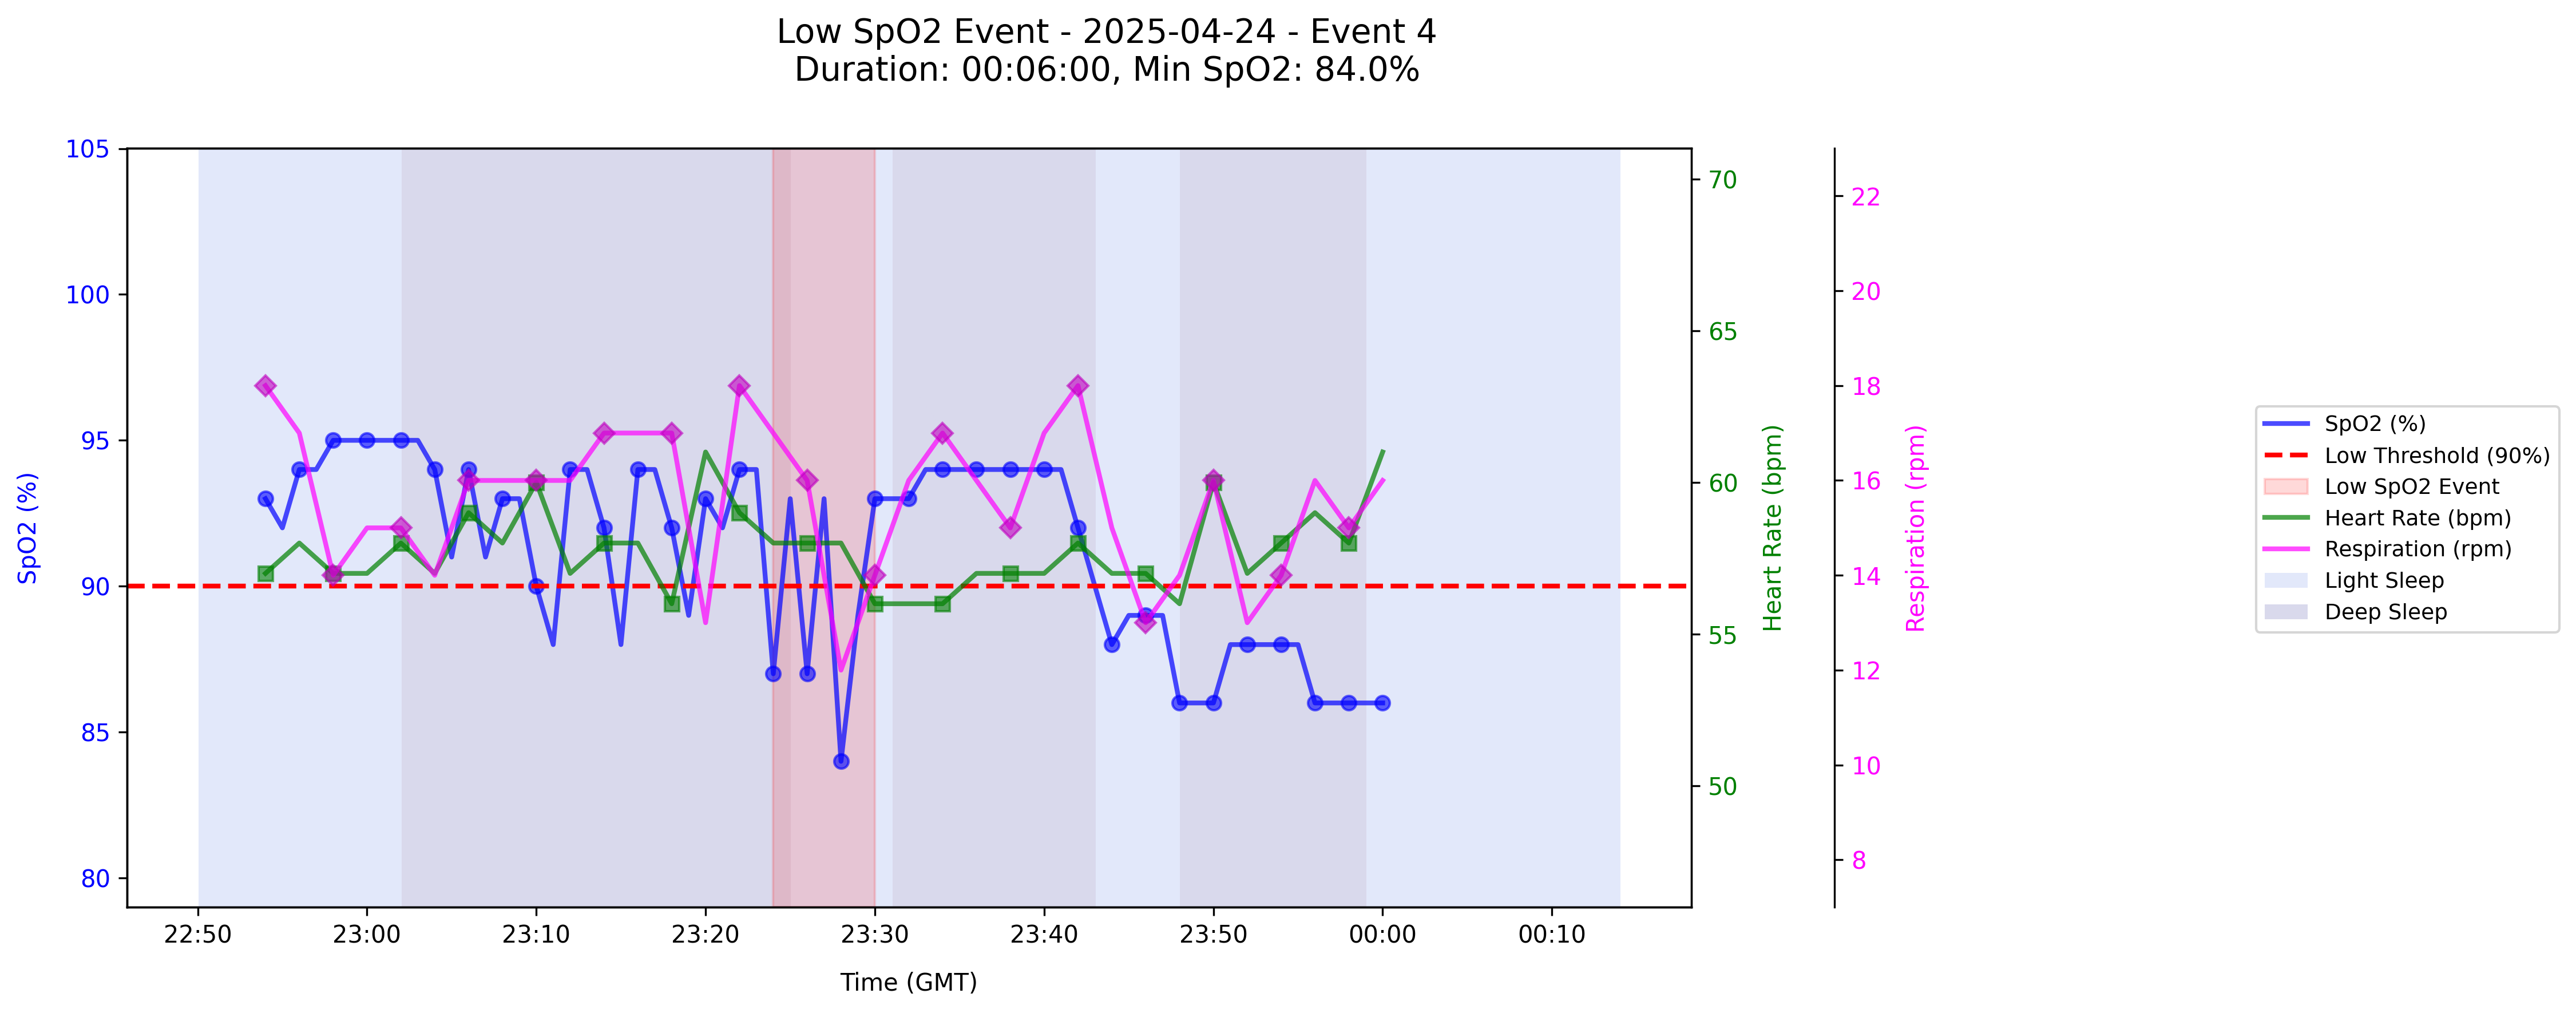 Low SpO2 Event - 2025-04-24 - Event 4
Duration: 00:06:00, Min SpO2: 84.0%
105
100
95
90
85
80
SpO2 (%)
22:50
23:00
23:10
23:20
23:30
23:40
23:50
00:00
00:10
Time (GMT)
70
65
60
55
50
Heart Rate (bpm)
22
20
18
16
14
12
10
8
Respiration (rpm)
SpO2 (%)
Low Threshold (90%)
Low SpO2 Event
Heart Rate (bpm)
Respiration (rpm)
Light Sleep
Deep Sleep